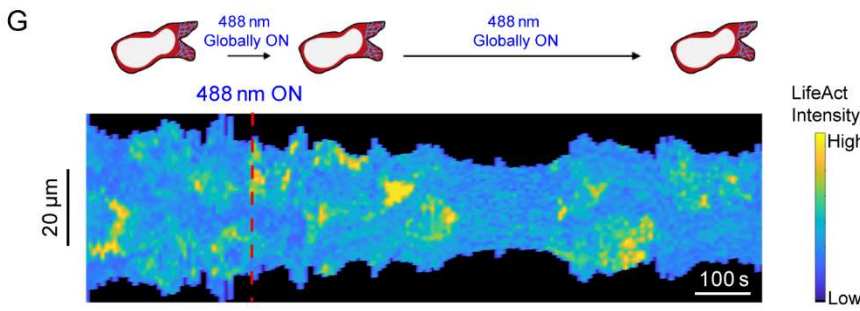 G
488 nm
Globally ON
488 nm
Globally ON
488 nm ON
LifeAct
Intensity
High
Low
20 µm
100 s